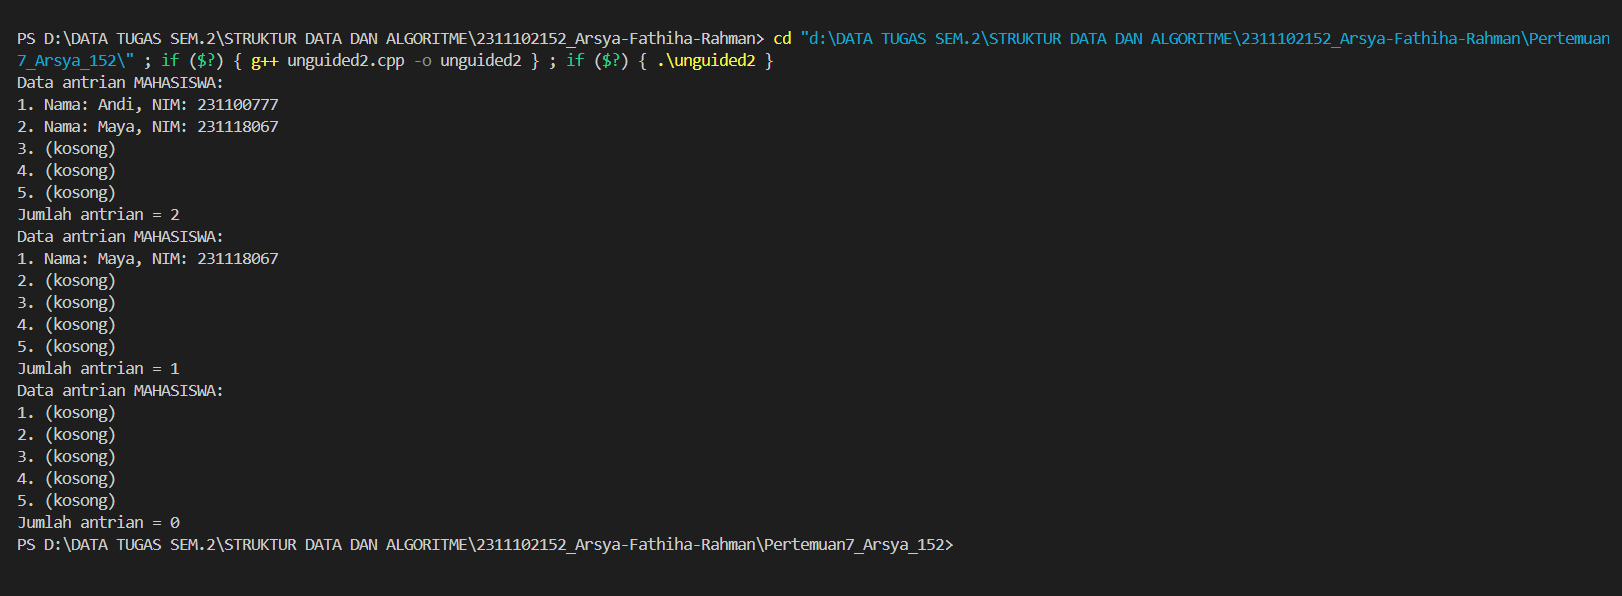 PS D:\DATA TUGAS SEM.2\STRUKTUR DATA DAN ALGORITME\2311102152_Arsya-Fathiha-Rahman> cd "d:\DATA TUGAS SEM.2\STRUKTUR DATA DAN ALGORITME\2311102152_Arsya-Fathiha-Rahman\Pertemuan
7_Arsya_152\" ; if ($?) { g++ unguided2.cpp -o unguided2 } ; if ($?) { .\unguided2 }
Data antrian MAHASISWA:
1. Nama: Andi, NIM: 231100777
2. Nama: Maya, NIM: 231118067
3. (kosong)
4. (kosong)
5. (kosong)
Jumlah antrian = 2
Data antrian MAHASISWA:
1. Nama: Maya, NIM: 231118067
2. (kosong)
3. (kosong)
4. (kosong)
5. (kosong)
Jumlah antrian = 1
Data antrian MAHASISWA:
1. (kosong)
2. (kosong)
3. (kosong)
4. (kosong)
5. (kosong)
Jumlah antrian = 0
PS D:\DATA TUGAS SEM.2\STRUKTUR DATA DAN ALGORITME\2311102152_Arsya-Fathiha-Rahman\Pertemuan7_Arsya_152>